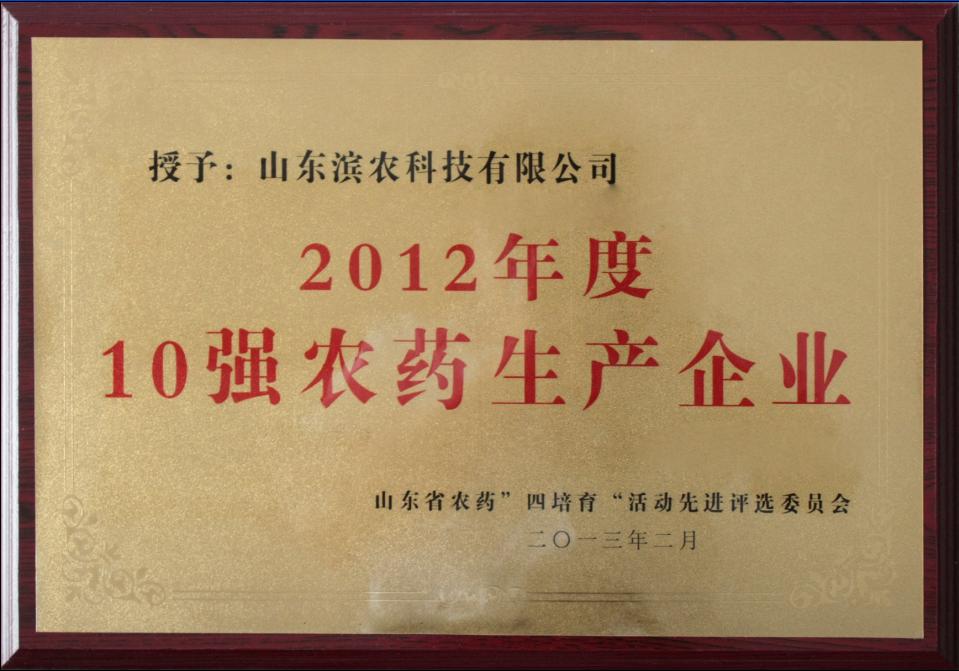 授予：山东滨农科技有限公司
2012年度
10强农药生产企业
山东省农药”四培育“活动先进评选委员会
二〇一三年二月